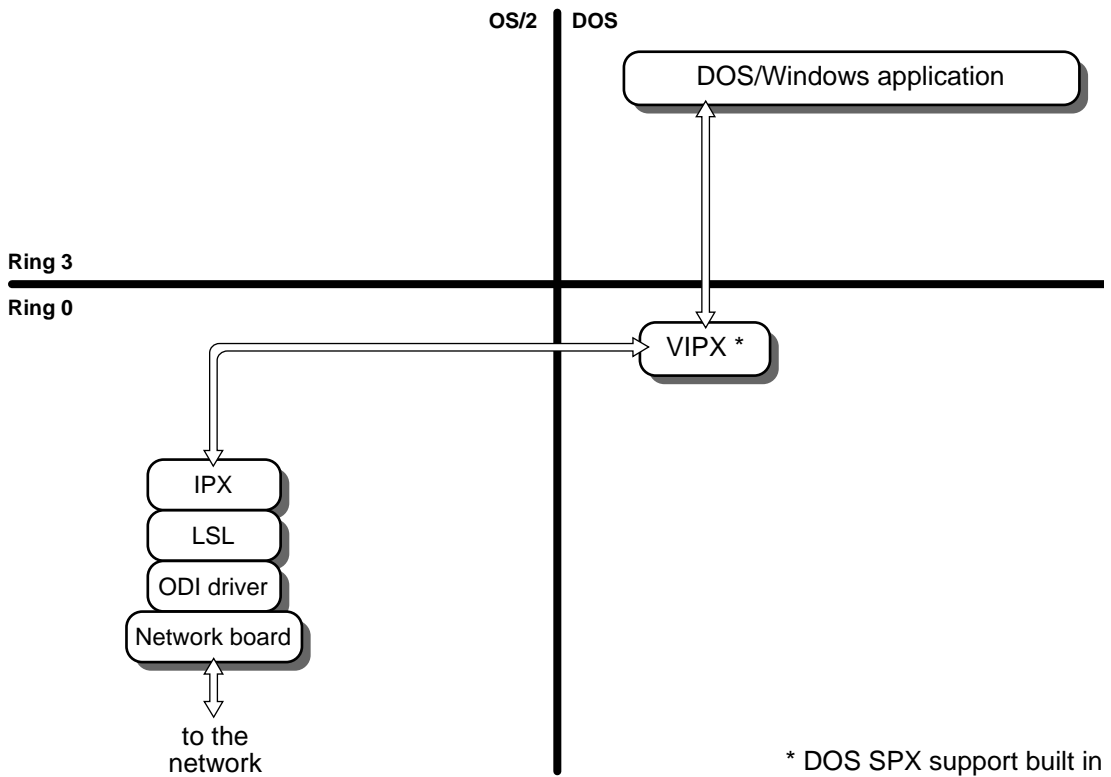 OS/2
DOS
DOS/Windows application
Ring 3
Ring 0
VIPX *
IPX
LSL
ODI driver
Network board
to the
network
* DOS SPX support built in